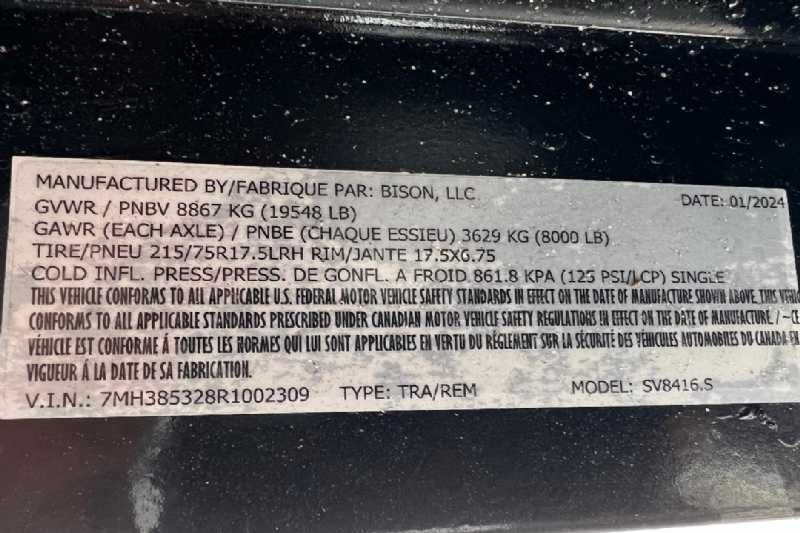 MANUFACTURED BY/FABRIQUE PAR: BISON, LLC DATE: 01/2024
GVWR / PNBV 8867 KG (19548 LB)
GAWR (EACH AXLE) / PNBE (CHAQUE ESSIEU) 3629 KG (8000 LB)
TIRE/PNEU 215/75R17.5LRH RIM/JANTE 17.5X6.75
COLD INFL. PRESS/PRESS. DE GONFL. A FROID 861.8 KPA (125 PSI/LCP) SINGLE
THIS VEHICLE CONFORMS TO ALL APPLICABLE U.S. FEDERAL MOTOR VEHICLE SAFETY STANDARDS IN EFFECT ON THE DATE OF MANUFACTURE SHOWN ABOVE. THIS VEHI
CONFORMS TO ALL APPLICABLE STANDARDS PRESCRIBED UNDER CANADIAN MOTOR VEHICLE SAFETY REGULATIONS IN EFFECT ON THE DATE OF MANUFACTURE. / -CE
VÉHICLE EST CONFORME À TOUTES LES NORMES QUI LUI SONT APPLICABLES EN VERTU DU RÉGLEMENT SUR LA SÉCURITÉ DES VÉHICULES AUTOMOBILES DU CANADA EN
VIGUEUR À LA DATE DE SA FABRICATION.
V.I.N.: 7MH385328R1002309 TYPE: TRA/REM MODEL: SV8416.S